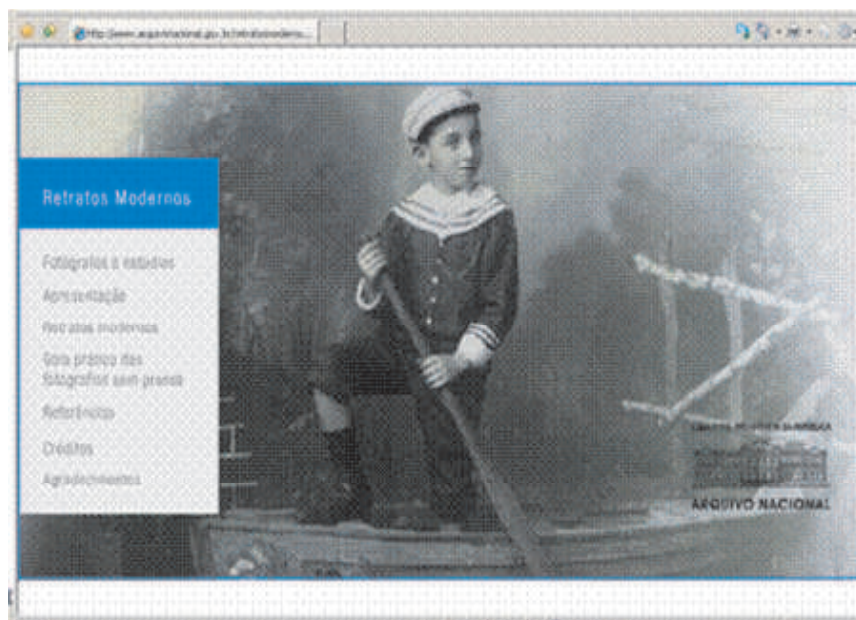 Retratos Modernos
Fotógrafos e estúdios
Apresentação
Retratos modernos
Guia prático das
fotografias sem pressa
Referências
Créditos
Agradecimentos
ARQUIVO NACIONAL